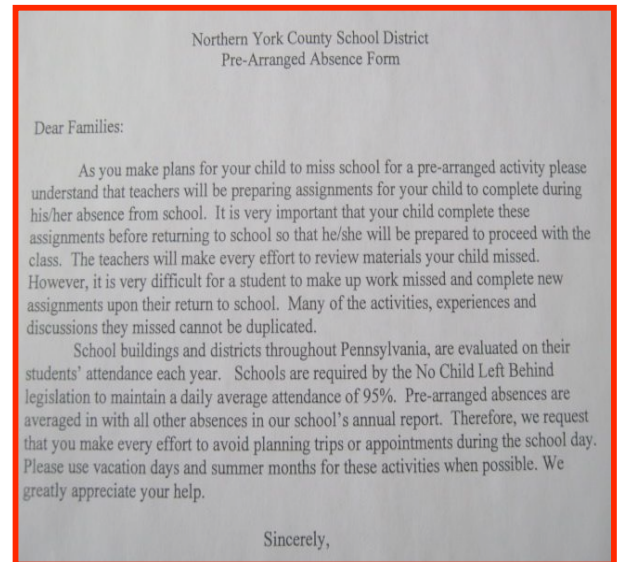 Northern York County School District
Pre-Arranged Absence Form
Dear Families:
As you make plans for your child to miss school for a pre-arranged activity please
understand that teachers will be preparing assignments for your child to complete during
his/her absence from school. It is very important that your child complete these
assignments before returning to school so that he/she will be prepared to proceed with the
class. The teachers will make every effort to review materials your child missed.
However, it is very difficult for a student to make up work missed and complete new
assignments upon their return to school. Many of the activities, experiences and
discussions they missed cannot be duplicated.
School buildings and districts throughout Pennsylvania, are evaluated on their
students' attendance each year. Schools are required by the No Child Left Behind
legislation to maintain a daily average attendance of 95%. Pre-arranged absences are
averaged in with all other absences in our school's annual report. Therefore, we request
that you make every effort to avoid planning trips or appointments during the school day.
Please use vacation days and summer months for these activities when possible. We
greatly appreciate your help.
Sincerely,